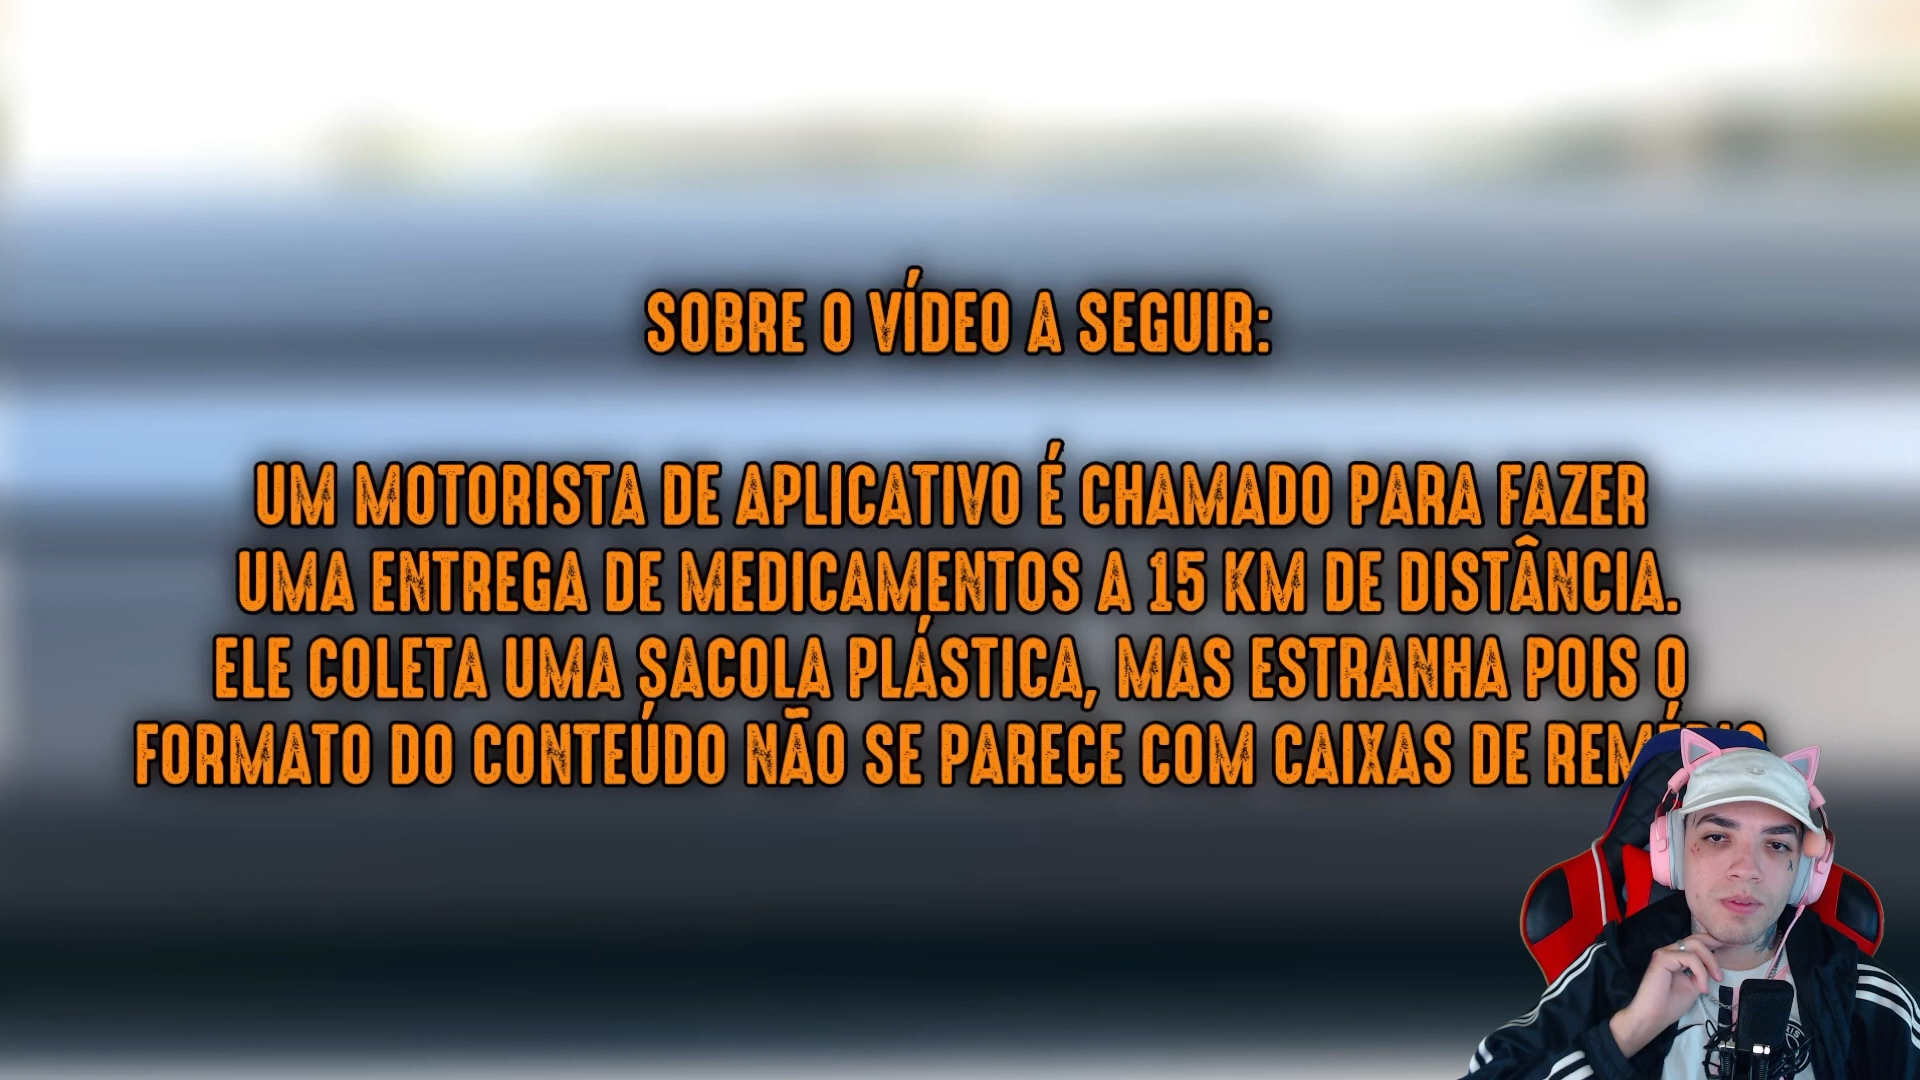 SOBRE O VÍDEO A SEGUIR:
UM MOTORISTA DE APLICATIVO É CHAMADO PARA FAZER
UMA ENTREGA DE MEDICAMENTOS A 15 KM DE DISTÂNCIA.
ELE COLETA UMA SACOLA PLÁSTICA, MAS ESTRANHA POIS O
FORMATO DO CONTEÚDO NÃO SE PARECE COM CAIXAS DE